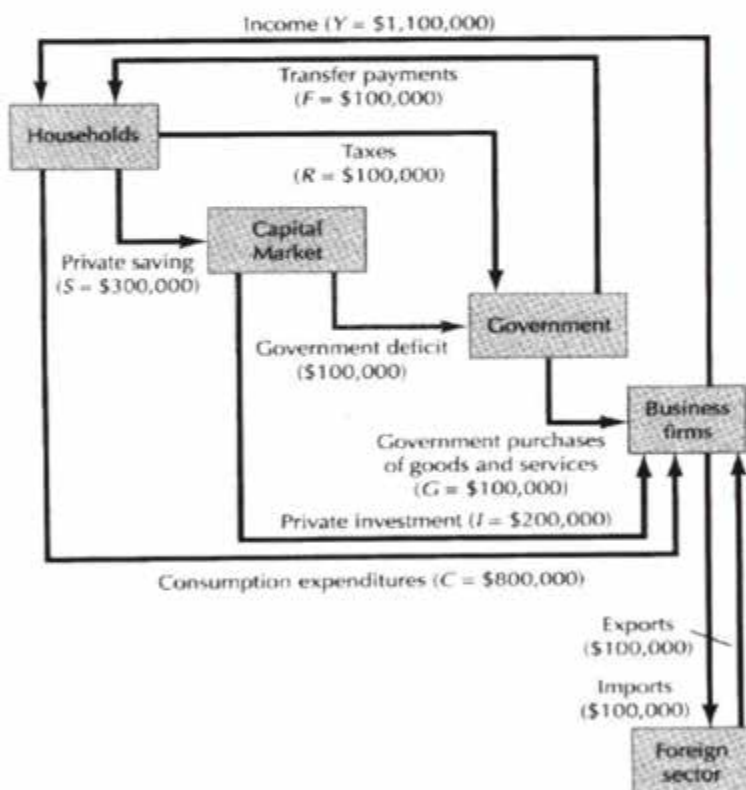 Income (Y = $1,100,000)
Transfer payments
(F = $100,000)
Households
Taxes
(R = $100,000)
Capital
Market
Private saving
(S = $300,000)
Government
Government deficit
($100,000)
Business
firms
Government purchases
of goods and services
(G = $100,000)
Private investment (I = $200,000)
Consumption expenditures (C = $800,000)
Exports
($100,000)
Imports
($100,000)
Foreign
sector